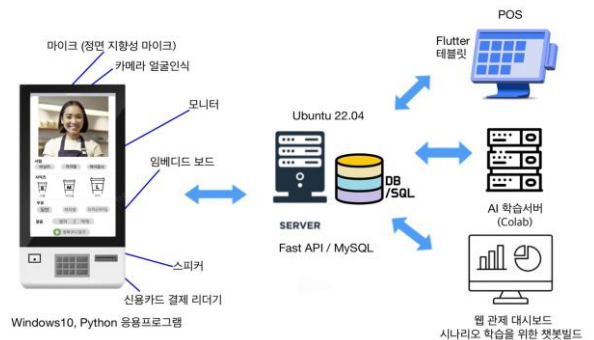 마이크 (정면 지향성 마이크)
카메라 얼굴인식
모니터
임베디드 보드
스피커
신용카드 결제 리더기
Windows10, Python 응용프로그램
Ubuntu 22.04
DB
/SQL
SERVER
Fast API / MySQL
POS
Flutter
테블릿
AI 학습서버
(Colab)
웹 관제 대시보드
시나리오 학습을 위한 챗봇빌드